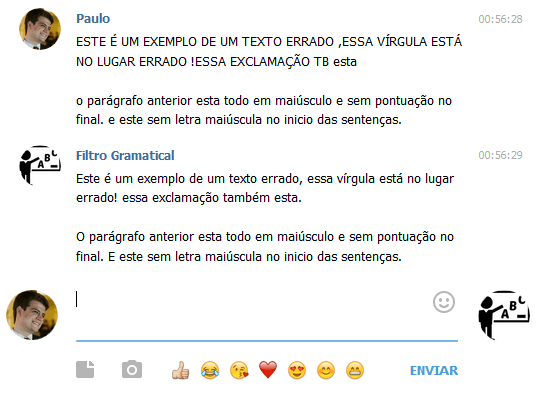 Paulo 00:56:28
ESTE É UM EXEMPLO DE UM TEXTO ERRADO ,ESSA VÍRGULA ESTÁ
NO LUGAR ERRADO !ESSA EXCLAMAÇÃO TB esta
o parágrafo anterior esta todo em maiúsculo e sem pontuação no
final. e este sem letra maiúscula no inicio das sentenças.
Filtro Gramatical 00:56:29
Este é um exemplo de um texto errado, essa vírgula está no lugar
errado! essa exclamação também esta.
O parágrafo anterior esta todo em maiúsculo e sem pontuação no
final. E este sem letra maiúscula no inicio das sentenças.
ENVIAR